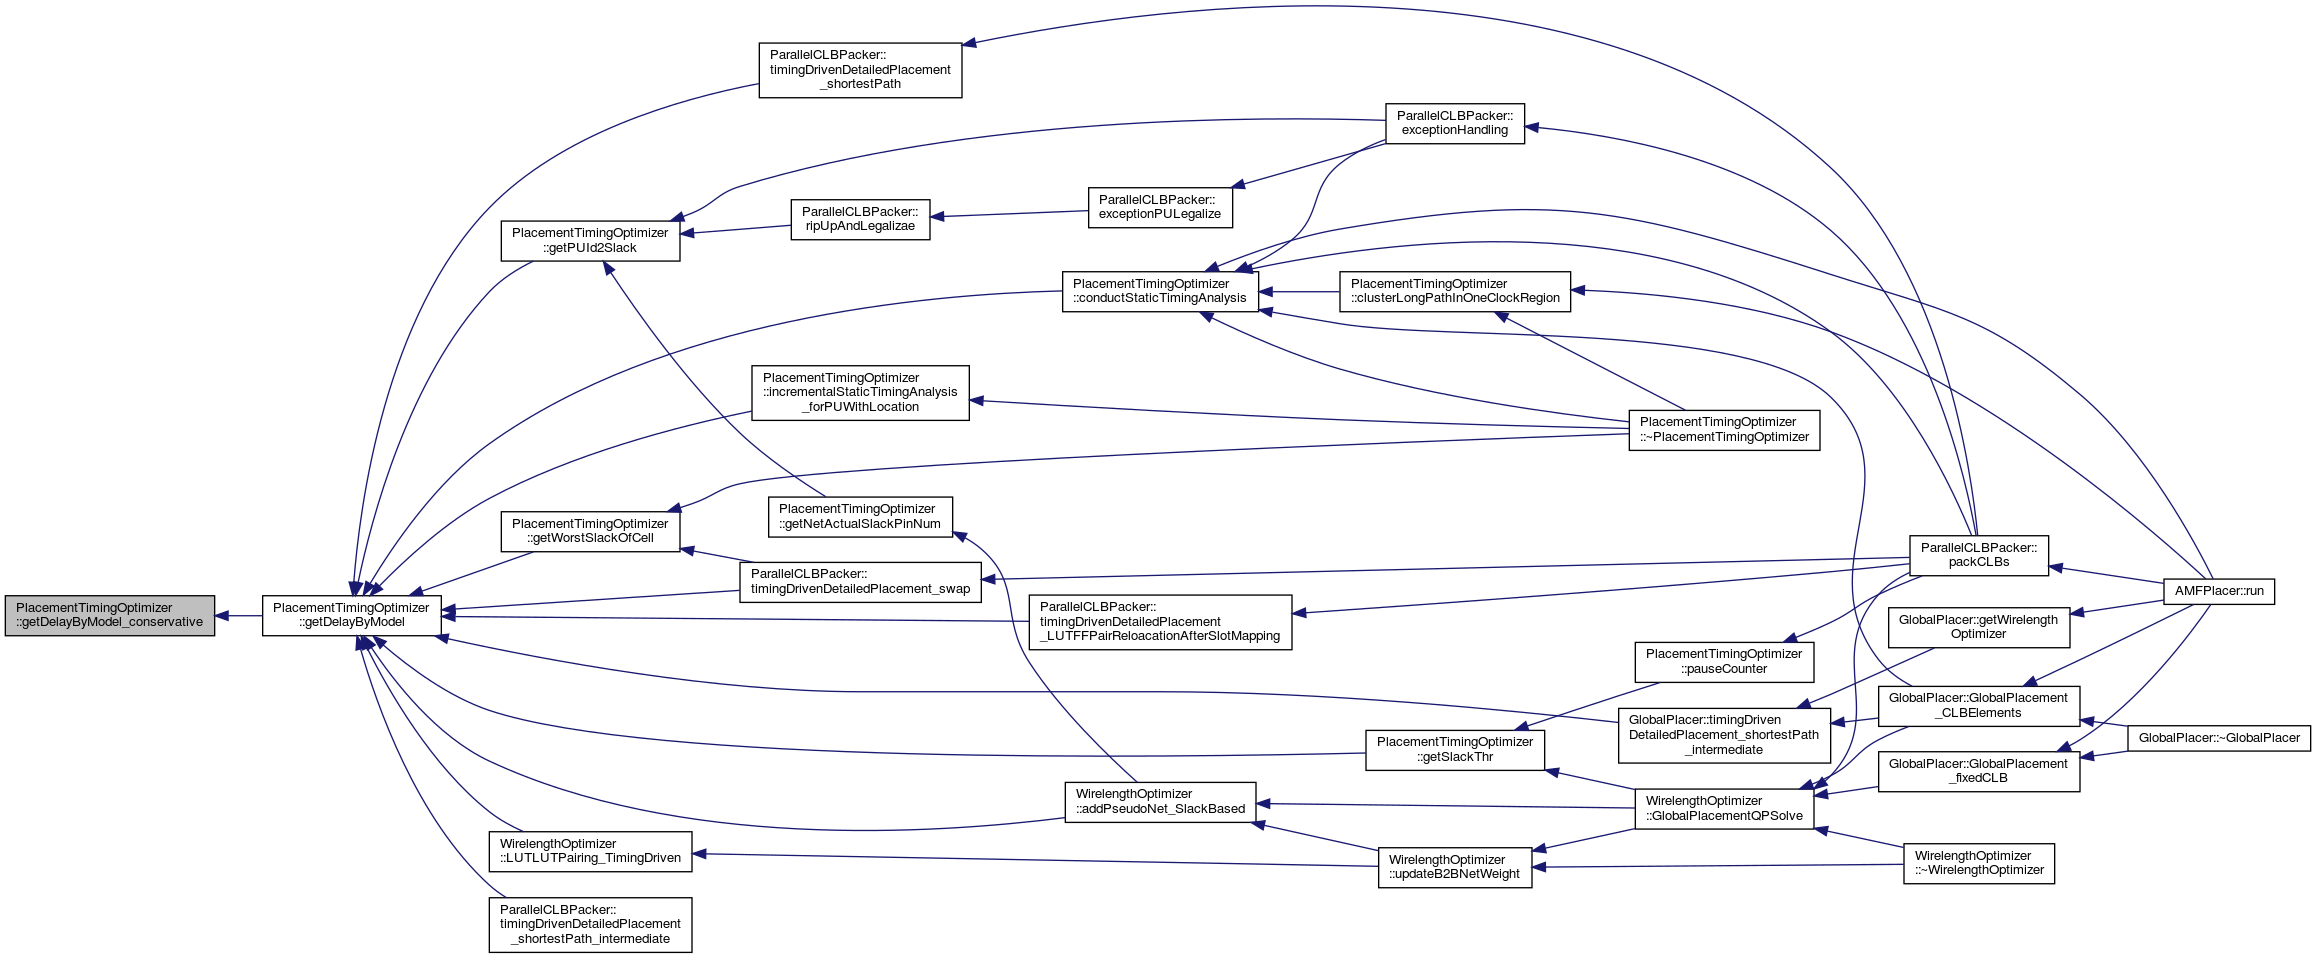 PlacementTimingOptimizer
::getDelayByModel_conservative
PlacementTimingOptimizer
::getDelayByModel
ParallelCLBPacker::
timingDrivenDetailedPlacement
_shortestPath
PlacementTimingOptimizer
::getPUId2Slack
ParallelCLBPacker::
exceptionHandling
ParallelCLBPacker::
ripUpAndLegalizae
ParallelCLBPacker::
exceptionPULegalize
PlacementTimingOptimizer
::conductStaticTimingAnalysis
PlacementTimingOptimizer
::clusterLongPathInOneClockRegion
PlacementTimingOptimizer
::incrementalStaticTimingAnalysis
_forPUWithLocation
PlacementTimingOptimizer
::~PlacementTimingOptimizer
PlacementTimingOptimizer
::getWorstSlackOfCell
PlacementTimingOptimizer
::getNetActualSlackPinNum
ParallelCLBPacker::
timingDrivenDetailedPlacement_swap
ParallelCLBPacker::
timingDrivenDetailedPlacement
_LUTFFPairReloacationAfterSlotMapping
ParallelCLBPacker::
packCLBs
AMFPlacer::run
GlobalPlacer::getWirelength
Optimizer
PlacementTimingOptimizer
::pauseCounter
GlobalPlacer::timingDriven
DetailedPlacement_shortestPath
_intermediate
GlobalPlacer::GlobalPlacement
_CLBElements
GlobalPlacer::~GlobalPlacer
PlacementTimingOptimizer
::getSlackThr
GlobalPlacer::GlobalPlacement
_fixedCLB
WirelengthOptimizer
::addPseudoNet_SlackBased
WirelengthOptimizer
::GlobalPlacementQPSolve
WirelengthOptimizer
::LUTLUTPairing_TimingDriven
WirelengthOptimizer
::updateB2BNetWeight
WirelengthOptimizer
::~WirelengthOptimizer
ParallelCLBPacker::
timingDrivenDetailedPlacement
_shortestPath_intermediate